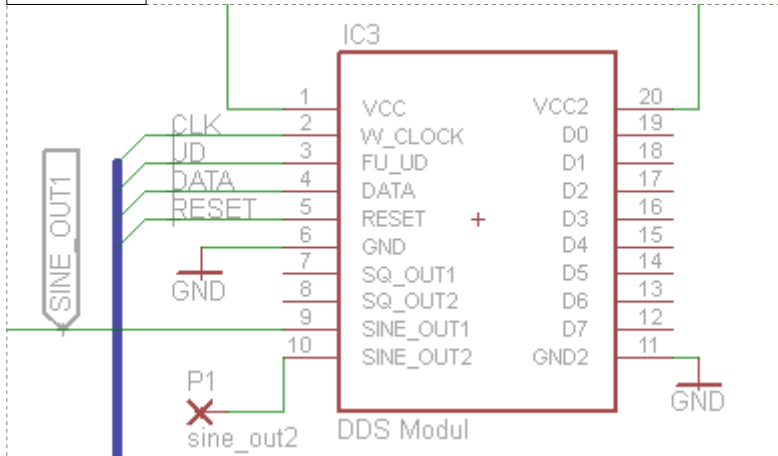 IC3
1 VCC VCC2 20
CLK 2 W_CLOCK D0 19
UD 3 FU_UD D1 18
DATA 4 DATA D2 17
RESET 5 RESET D3 16
6 GND D4 15
GND 7 SQ_OUT1 D5 14
8 SQ_OUT2 D6 13
SINE_OUT1 9 SINE_OUT1 D7 12
10 SINE_OUT2 GND2 11
P1
GND
sine_out2 DDS Modul